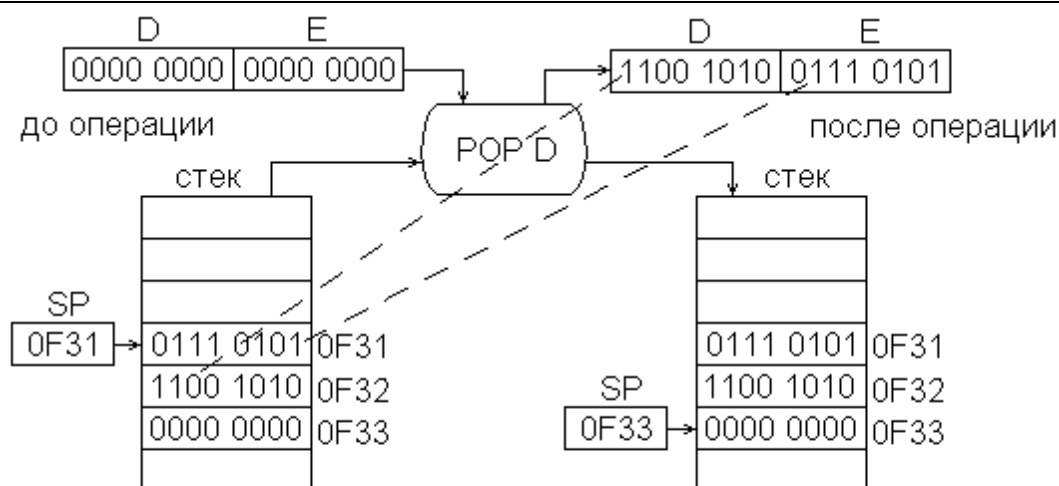 D E D E
0000 0000 0000 0000 1100 1010 0111 0101
до операции POP D после операции
стек стек
SP
0F31 0111 0101 0F31 0111 0101 0F31
1100 1010 0F32 SP 1100 1010 0F32
0000 0000 0F33 0F33 0000 0000 0F33